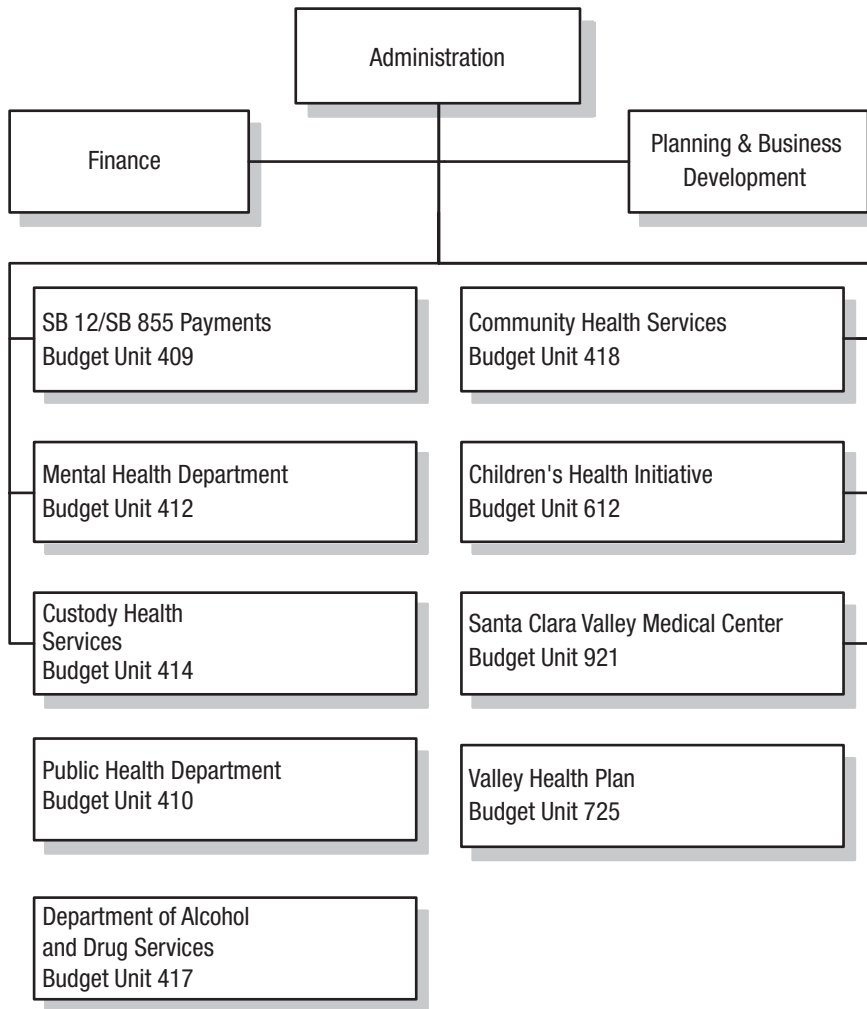 Administration
Finance
Planning & Business
Development
SB 12/SB 855 Payments
Budget Unit 409
Community Health Services
Budget Unit 418
Mental Health Department
Budget Unit 412
Children's Health Initiative
Budget Unit 612
Custody Health
Services
Budget Unit 414
Santa Clara Valley Medical Center
Budget Unit 921
Public Health Department
Budget Unit 410
Valley Health Plan
Budget Unit 725
Department of Alcohol
and Drug Services
Budget Unit 417